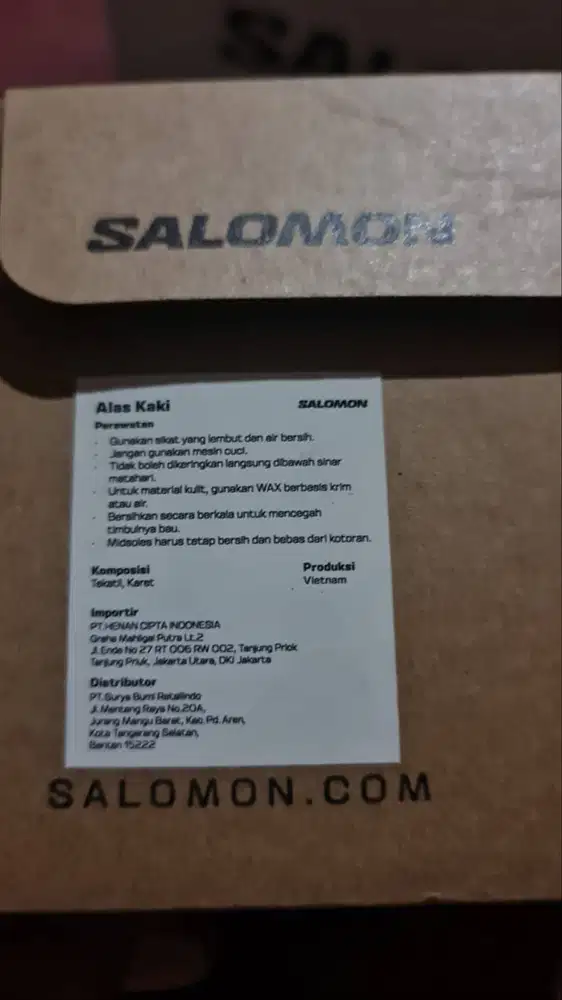 SAL
SALOMON
Alas Kaki
SALOMON
Perawatan
· Gunakan sikat yang lembut dan air bersih.
· Jangan gunakan mesin cuci.
· Tidak boleh dikeringkan langsung dibawah sinar
matahari.
· Untuk material kulit, gunakan WAX berbasis krim
atau air.
· Bersihkan secara berkala untuk mencegah
timbulnya bau.
· Midsoles harus tetap bersih dan bebas dari kotoran.
Komposisi
Tekstil, Karet
Produksi
Vietnam
Importir
PT.HENAN CIPTA INDONESIA
Graha Mahligai Putra Lt.2
Jl. Ende No 27 RT 006 RW 002, Tanjung Priok
Tanjung Priuk, Jakarta Utara, DKI Jakarta
Distributor
PT. Surya Bumi Retailindo
Jl. Menteng Raya No.20A,
Jurang Mangu Barat, Kec. Pd. Aren,
Kota Tangerang Selatan,
Banten 15222
SALOMON.COM